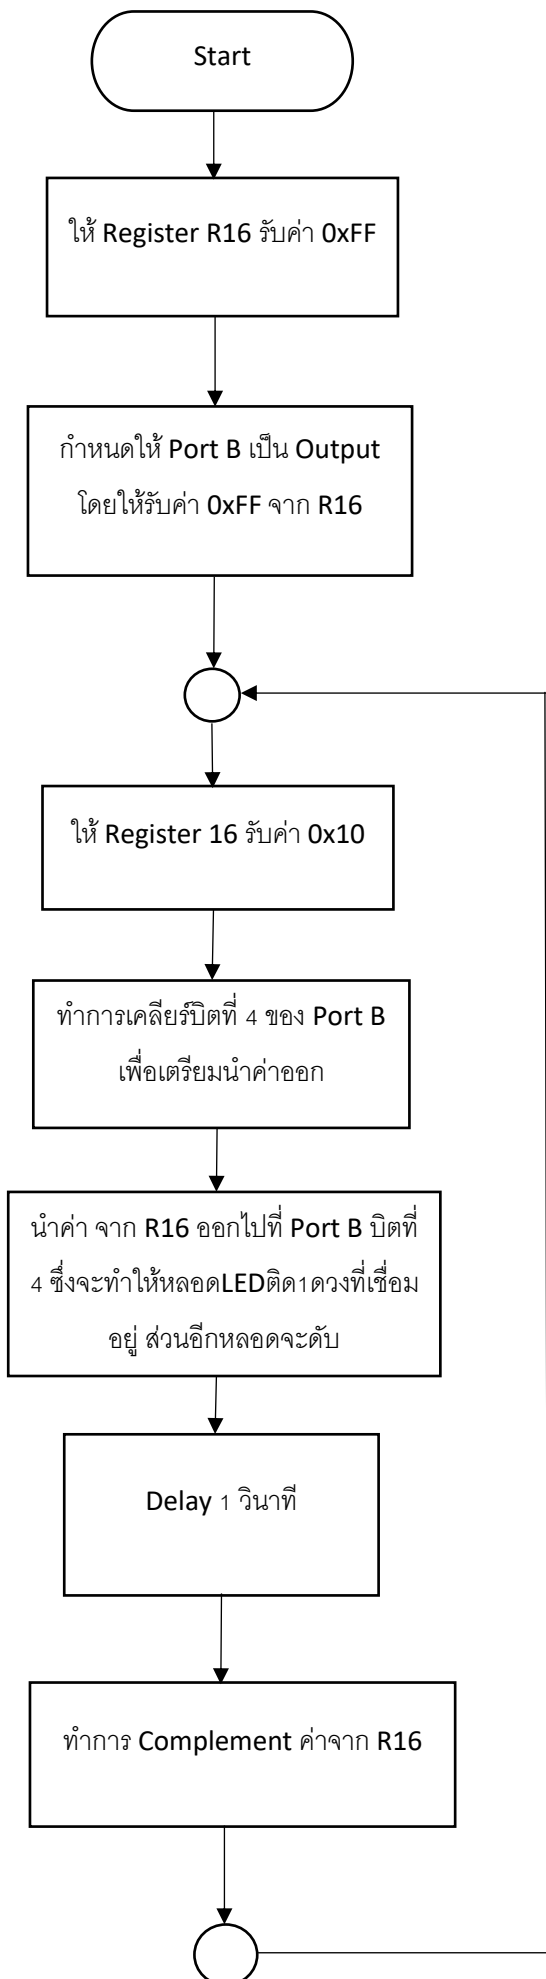 Start
ให้ Register R16 รับค่า 0xFF
กำหนดให้ Port B เป็น Output
โดยให้รับค่า 0xFF จาก R16
ให้ Register 16 รับค่า 0x10
ทำการเคลียร์บิตที่ 4 ของ Port B
เพื่อเตรียมนำค่าออก
นำค่า จาก R16 ออกไปที่ Port B บิตที่
4 ซึ่งจะทำให้หลอดLEDติด1ดวงที่เชื่อม
อยู่ ส่วนอีกหลอดจะดับ
Delay 1 วินาที
ทำการ Complement ค่าจาก R16